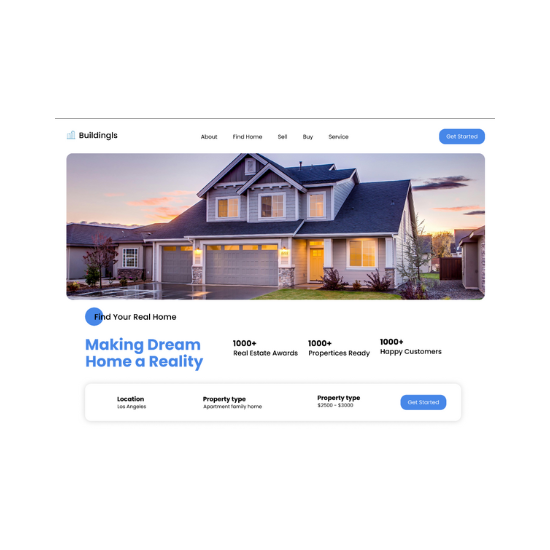 Buildingls
About Find Home Sell Buy Service
Get Started
Find Your Real Home
Making Dream
Home a Reality
1000+
Real Estate Awards
1000+
Propertices Ready
1000+
Happy Customers
Location
Los Angeles
Property type
Apartment family home
Property type
$2500 - $3000
Get Started